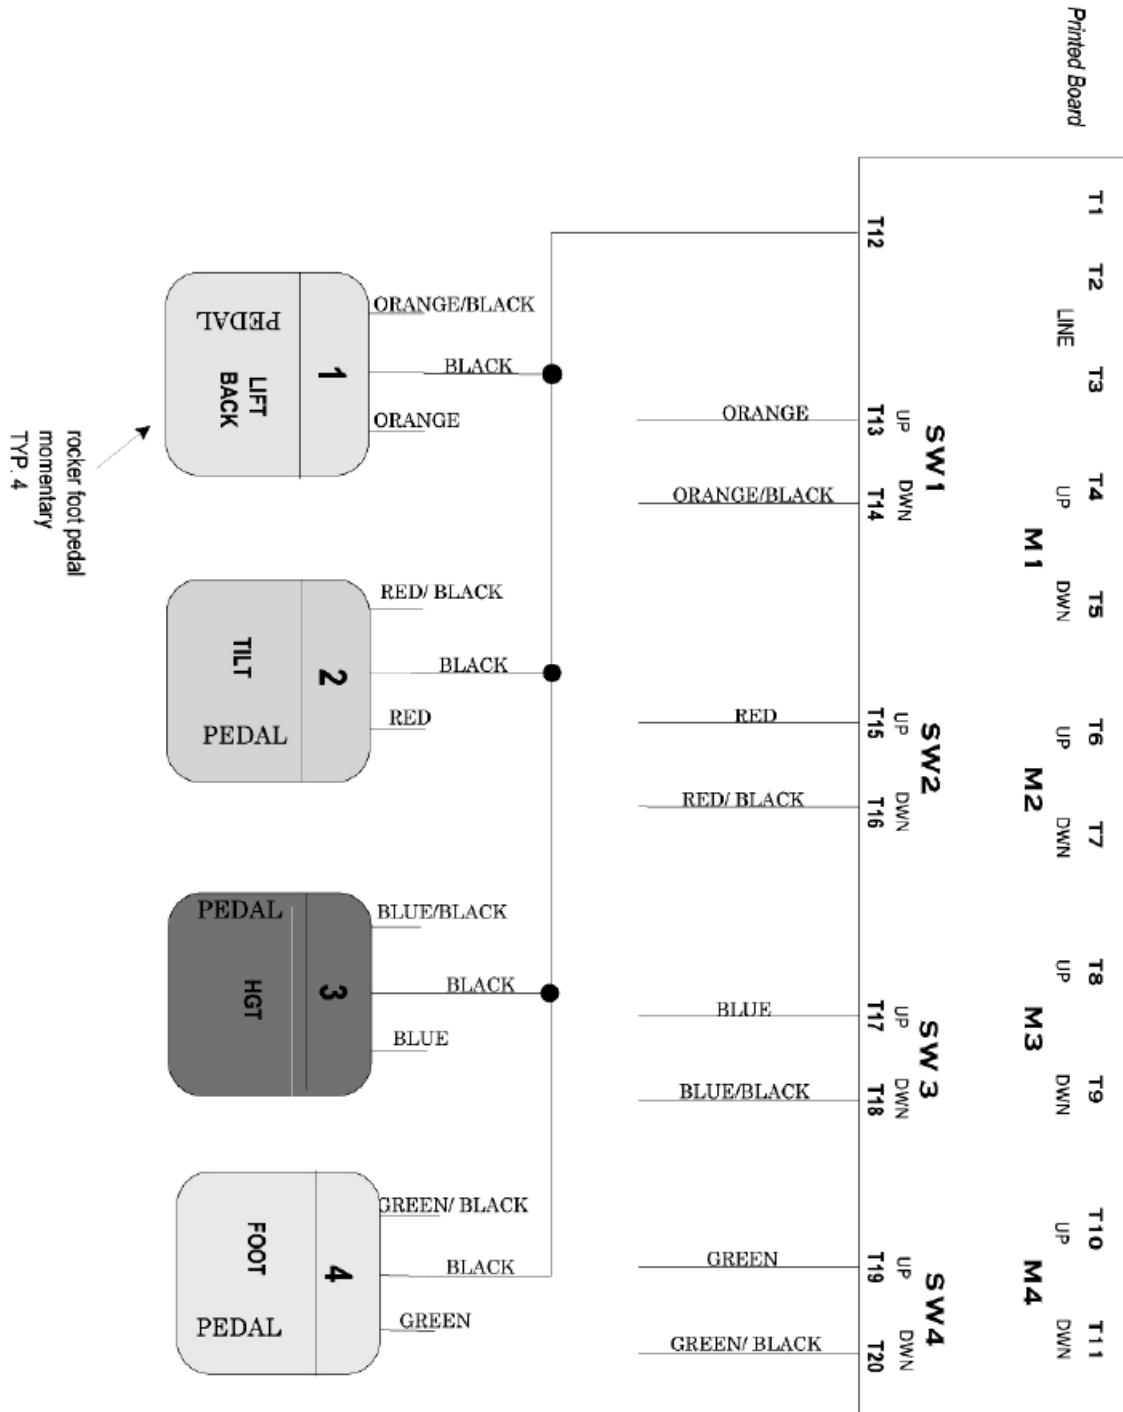 Printed Board
T1
T2
LINE
T3
T4
UP
M1
T5
DWN
T6
UP
M2
T7
DWN
T8
UP
M3
T9
DWN
T10
UP
M4
T11
DWN
T12
SW1
UP
T13
ORANGE
DWN
T14
ORANGE/BLACK
SW2
UP
T15
RED
DWN
T16
RED/ BLACK
SW3
UP
T17
BLUE
DWN
T18
BLUE/BLACK
SW4
UP
T19
GREEN
DWN
T20
GREEN/ BLACK
ORANGE/BLACK
BLACK
ORANGE
1
LIFT
BACK
PEDAL
rocker foot pedal
momentary
TYP. 4
RED/ BLACK
BLACK
RED
2
TILT
PEDAL
BLUE/BLACK
BLACK
BLUE
3
HGT
PEDAL
GREEN/ BLACK
BLACK
GREEN
4
FOOT
PEDAL